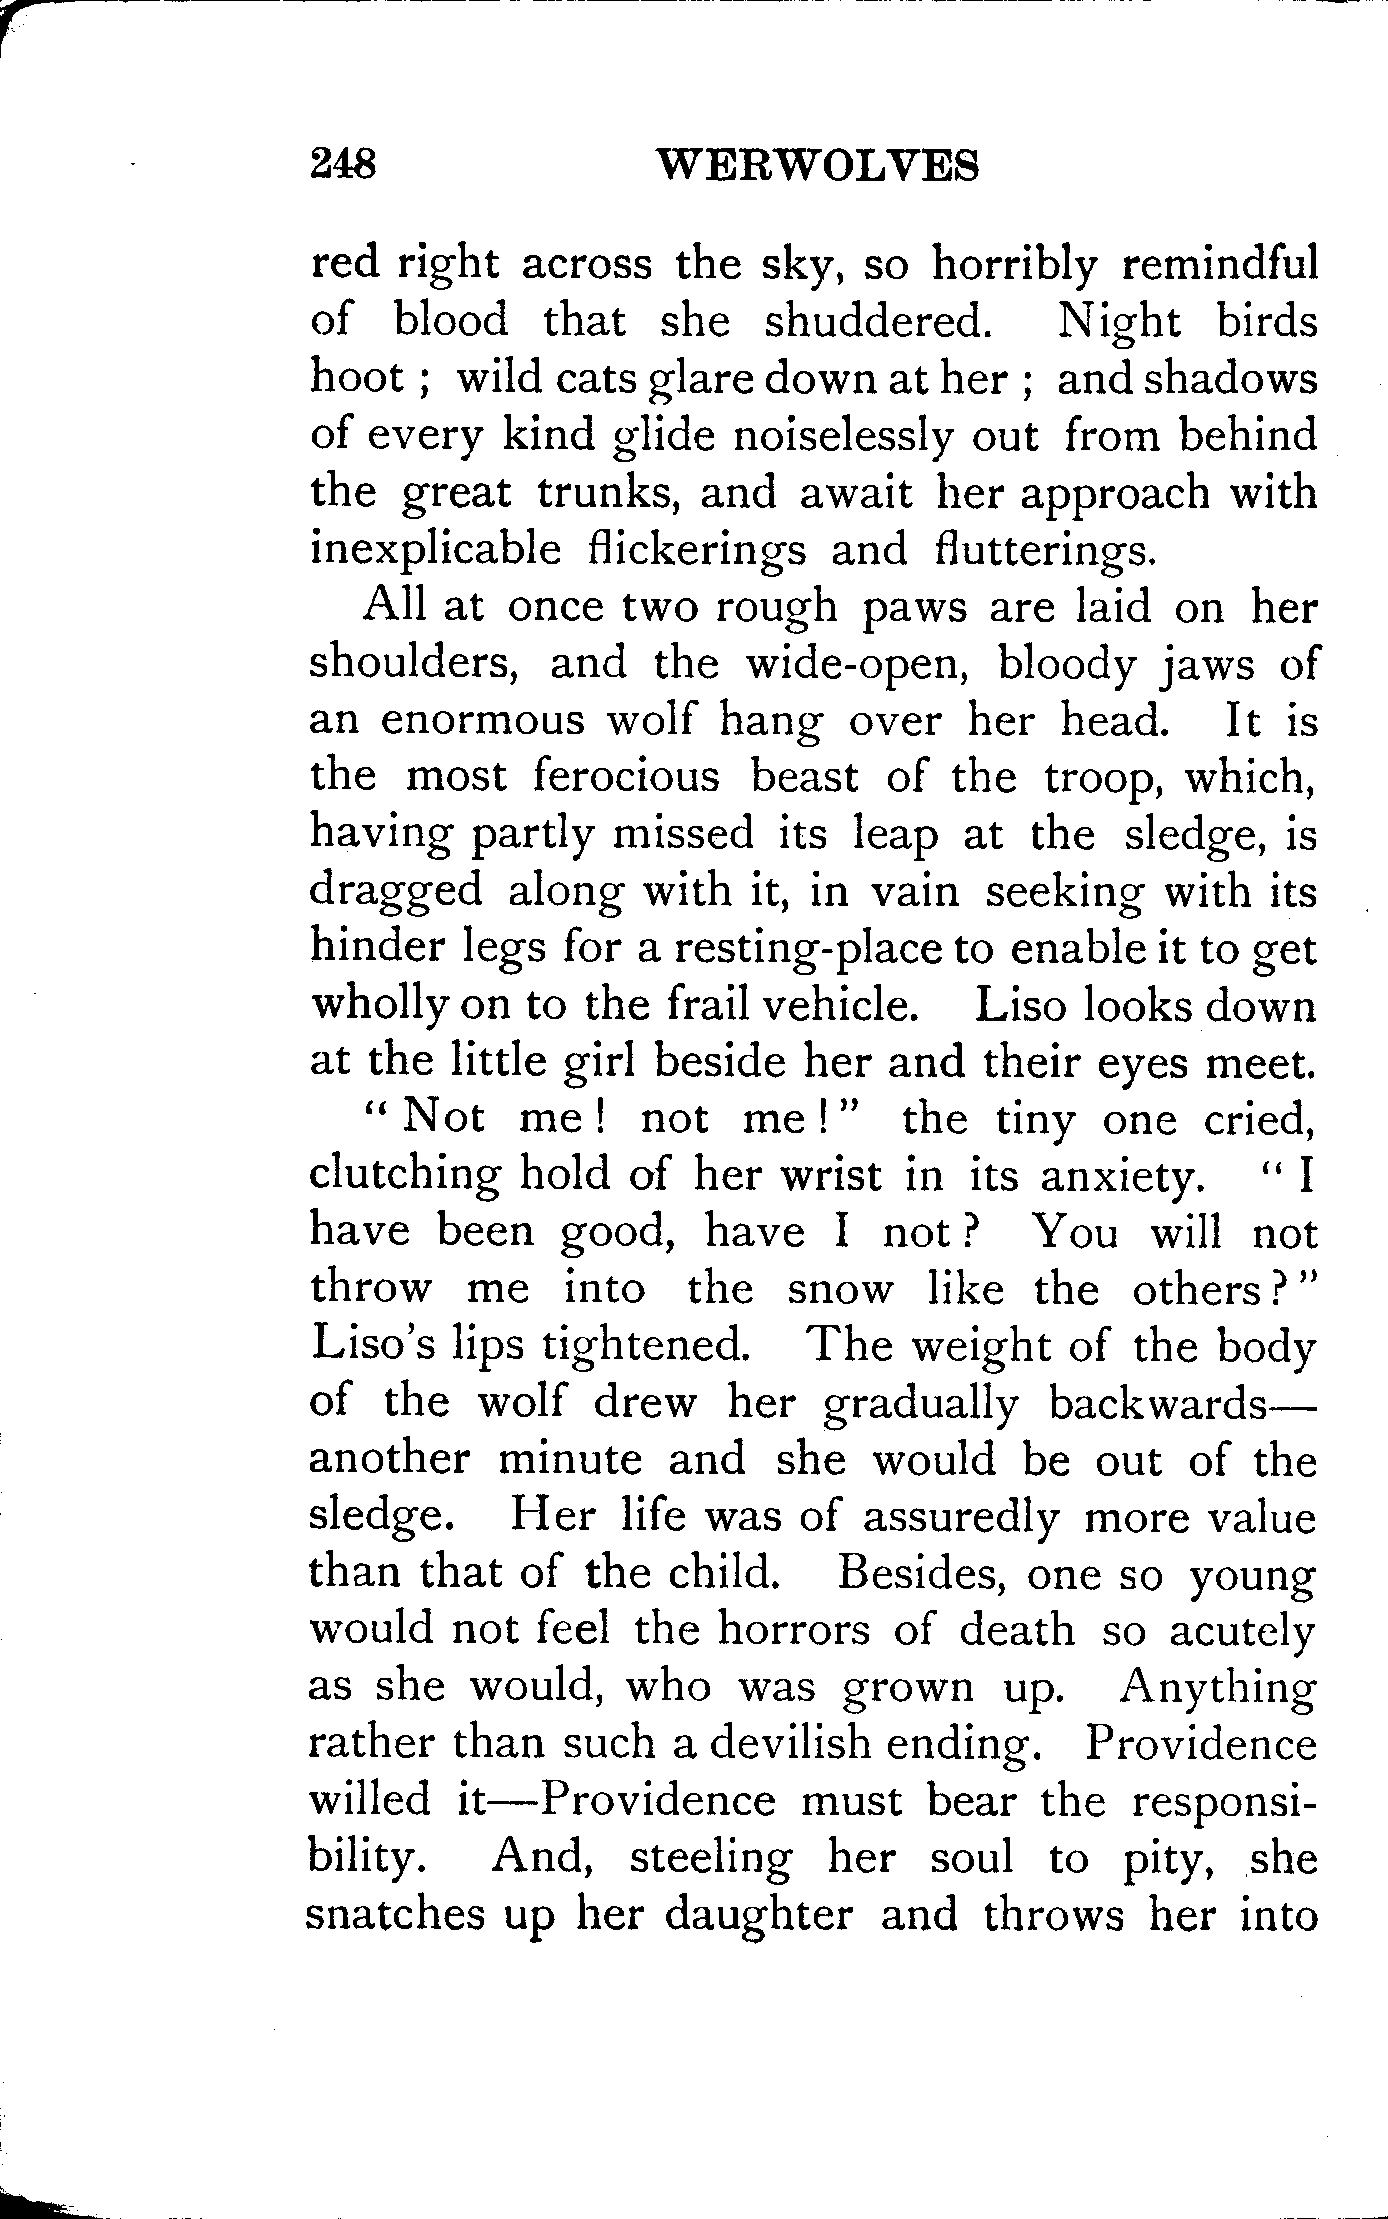 248 WERWOLVES
red right across the sky, so horribly remindful
of blood that she shuddered. Night birds
hoot ; wild cats glare down at her ; and shadows
of every kind glide noiselessly out from behind
the great trunks, and await her approach with
inexplicable flickerings and flutterings.
All at once two rough paws are laid on her
shoulders, and the wide-open, bloody jaws of
an enormous wolf hang over her head. It is
the most ferocious beast of the troop, which,
having partly missed its leap at the sledge, is
dragged along with it, in vain seeking with its
hinder legs for a resting-place to enable it to get
wholly on to the frail vehicle. Liso looks down
at the little girl beside her and their eyes meet.
" Not me ! not me ! " the tiny one cried,
clutching hold of her wrist in its anxiety. " I
have been good, have I not ? You will not
throw me into the snow like the others ? "
Liso's lips tightened. The weight of the body
of the wolf drew her gradually backwards—
another minute and she would be out of the
sledge. Her life was of assuredly more value
than that of the child. Besides, one so young
would not feel the horrors of death so acutely
as she would, who was grown up. Anything
rather than such a devilish ending. Providence
willed it—Providence must bear the responsi-
bility. And, steeling her soul to pity, she
snatches up her daughter and throws her into